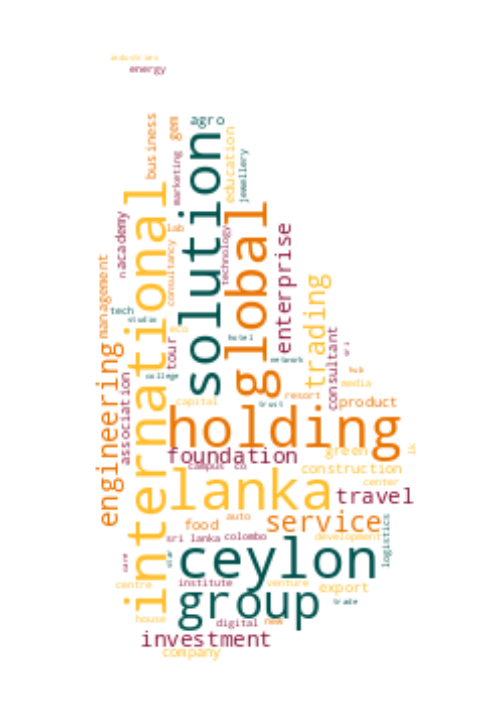 industries
energy
business
gem
agro
solution
education
jewellery
marketing
international
global
academy
n
lab
consultancy
technology
enterprise
management
trading
tech
studio
eco
hotel
tour
network
consultant
sri
engineering
association
college
hub
media
capital
trust
resort
product
holding
foundation
green
lk
campus
co
construction
lanka
center
travel
auto
food
service
sri lanka
colombo
development
logistics
care
star
ceylon
centre
institute
venture
export
group
trade
house
digital
new
investment
company